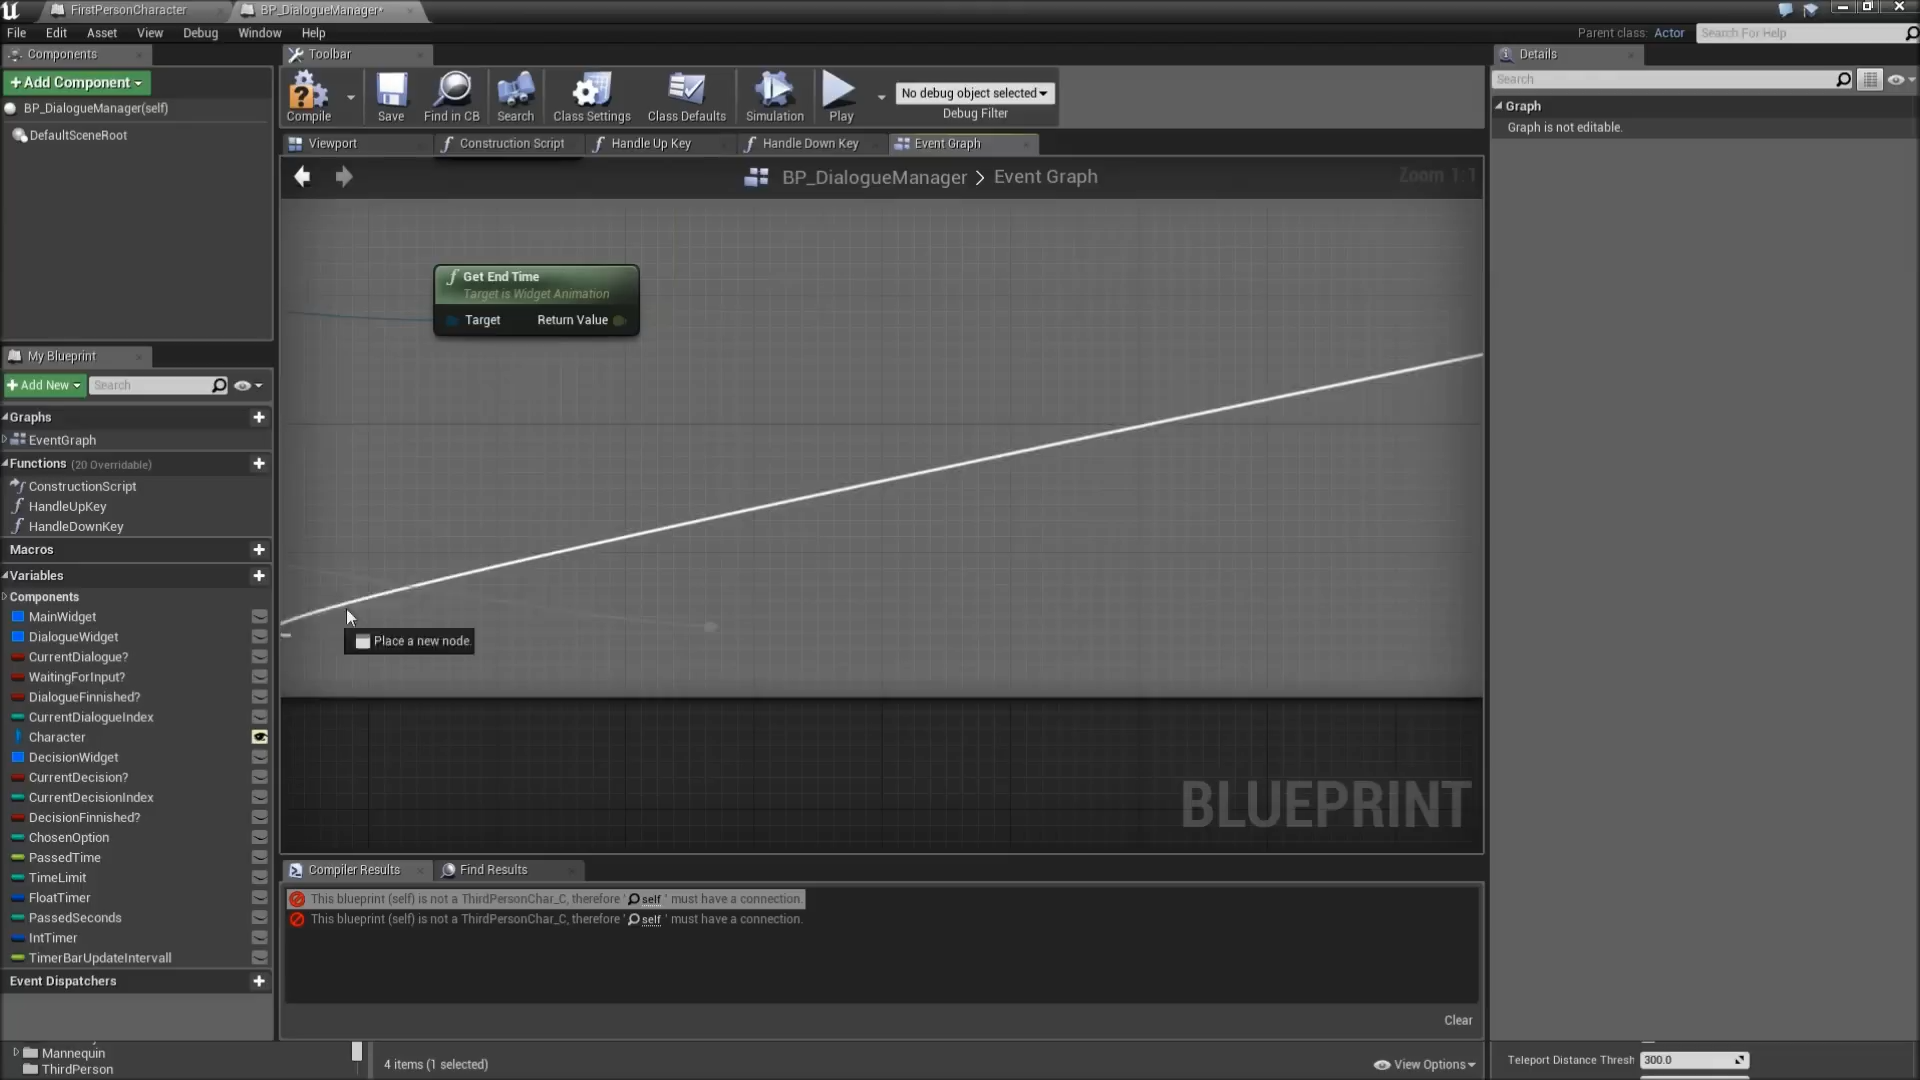 FirstPersonCharacter
BP_DialogueManager*
File Edit Asset View Debug Window Help
Parent class: Actor
Search For Help
Components
Toolbar
Details
+Add Component
BP_DialogueManager(self)
DefaultSceneRoot
Compile
Save
Find in CB
Search
Class Settings
Class Defaults
Simulation
Play
No debug object selected
Debug Filter
Search
Graph
Graph is not editable.
Viewport
Construction Script
Handle Up Key
Handle Down Key
Event Graph
BP_DialogueManager > Event Graph
Zoom 1:1
Get End Time
Target is Widget Animation
Target
Return Value
Place a new node.
BLUEPRINT
My Blueprint
+Add New
Search
Graphs
EventGraph
Functions (20 Overridable)
ConstructionScript
HandleUpKey
HandleDownKey
Macros
Variables
Components
MainWidget
DialogueWidget
CurrentDialogue?
WaitingForInput?
DialogueFinnished?
CurrentDialogueIndex
Character
DecisionWidget
CurrentDecision?
CurrentDecisionIndex
DecisionFinnished?
ChosenOption
PassedTime
TimeLimit
FloatTimer
PassedSeconds
IntTimer
TimerBarUpdateIntervall
Event Dispatchers
Compiler Results
Find Results
This blueprint (self) is not a ThirdPersonChar_C, therefore ' self ' must have a connection.
This blueprint (self) is not a ThirdPersonChar_C, therefore ' self ' must have a connection.
Clear
Mannequin
ThirdPerson
4 items (1 selected)
View Options
Teleport Distance Thresh
300.0